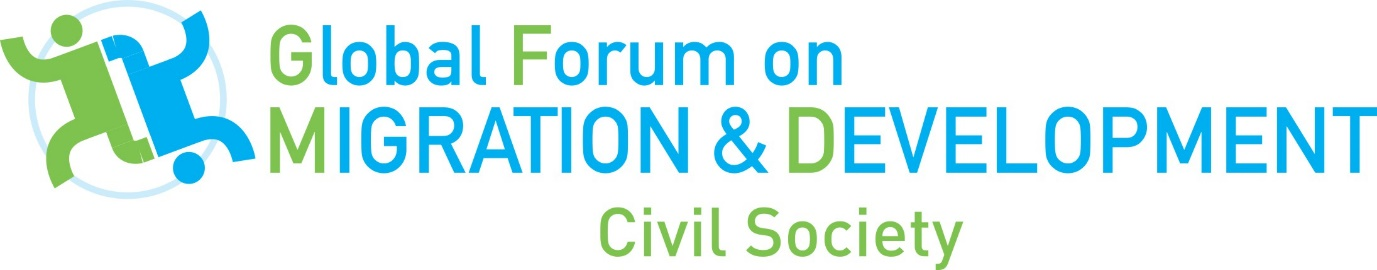 Global Forum on
MIGRATION & DEVELOPMENT
Civil Society